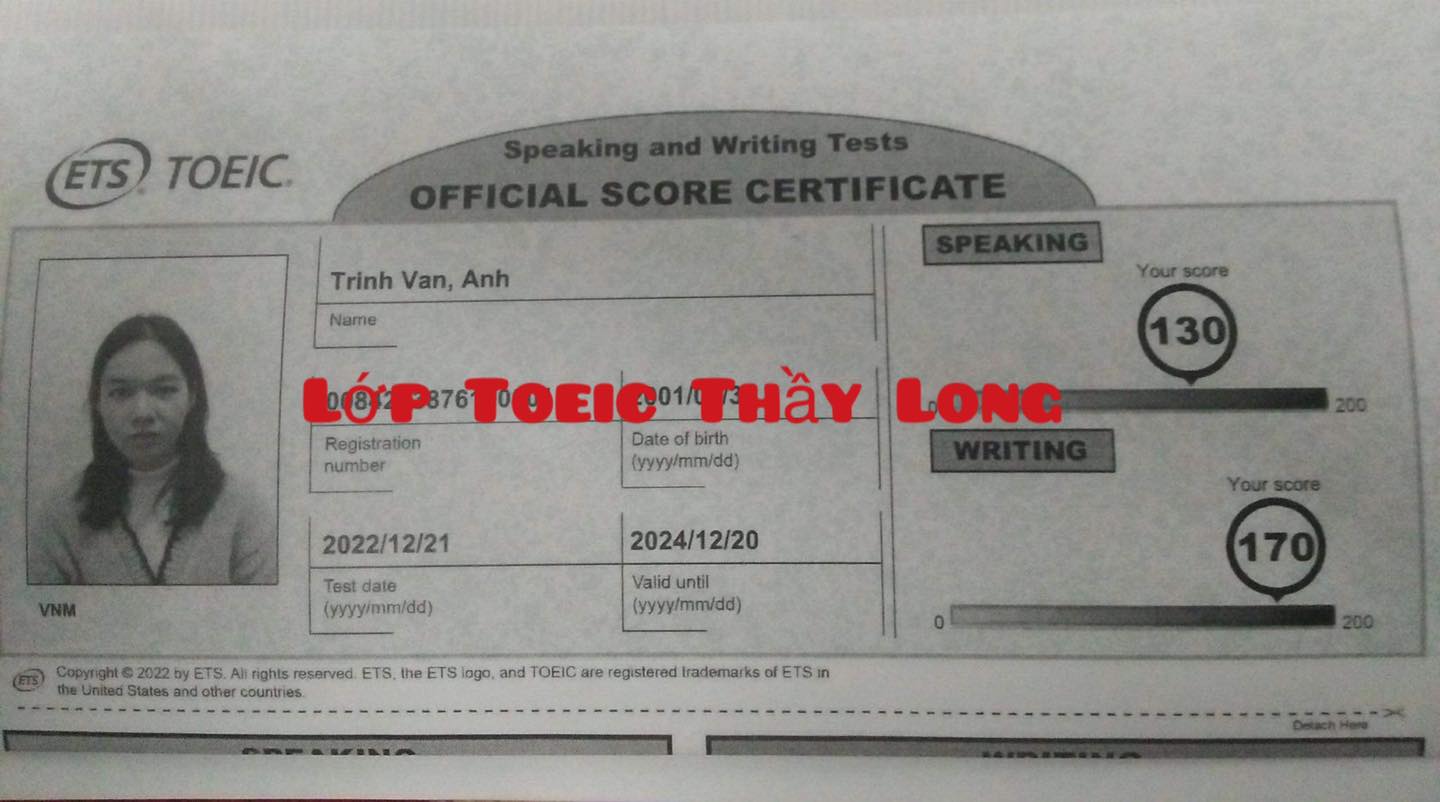 ETS TOEIC
Speaking and Writing Tests
OFFICIAL SCORE CERTIFICATE
Trinh Van, Anh
Name
LỚP TOEIC THẦY LONG
Registration
number
Date of birth
(yyyy/mm/dd)
2022/12/21
Test date
(yyyy/mm/dd)
2024/12/20
Valid until
(yyyy/mm/dd)
VNM
SPEAKING
Your score
130
0
200
WRITING
Your score
170
0
200
ETS
Copyright © 2022 by ETS. All rights reserved. ETS, the ETS logo, and TOEIC are registered trademarks of ETS in
the United States and other countries.
Detach Here
SPEAKING
WRITING